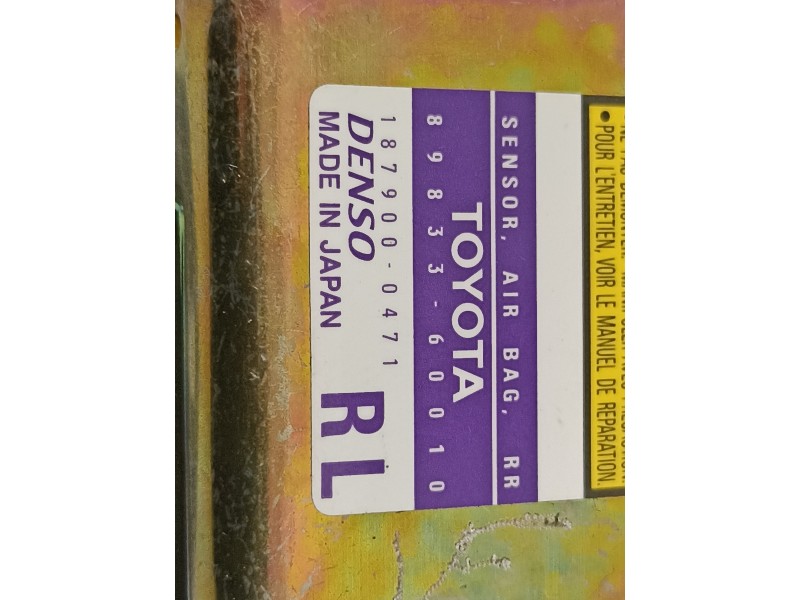 • POUR L'ENTRETIEN, VOIR LE MANUEL DE REPARATION.
SENSOR, AIR BAG, RR
TOYOTA
89833-60010
187900-0471
DENSO
MADE IN JAPAN
RL